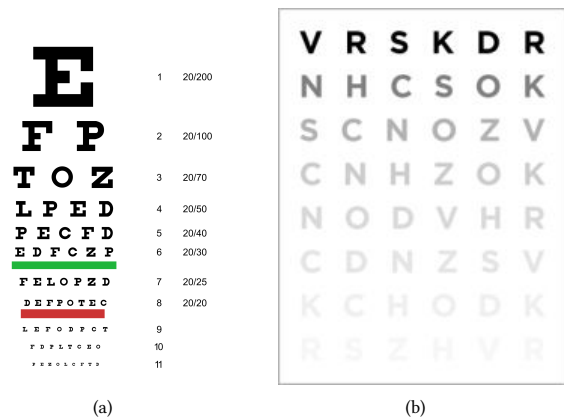 E 1 20/200
F P 2 20/100
T O Z 3 20/70
L P E D 4 20/50
P E C F D 5 20/40
E D F C Z P 6 20/30
F E L O P Z D 7 20/25
D E F P O T E C 8 20/20
L E F O D P C T 9
F D P L T C E O 10
P E Z O L C F T D 11
(a)
V R S K D R
N H C S O K
S C N O Z V
C N H Z O K
N O D V H R
C D N Z S V
K C H O D K
R S Z H V R
(b)